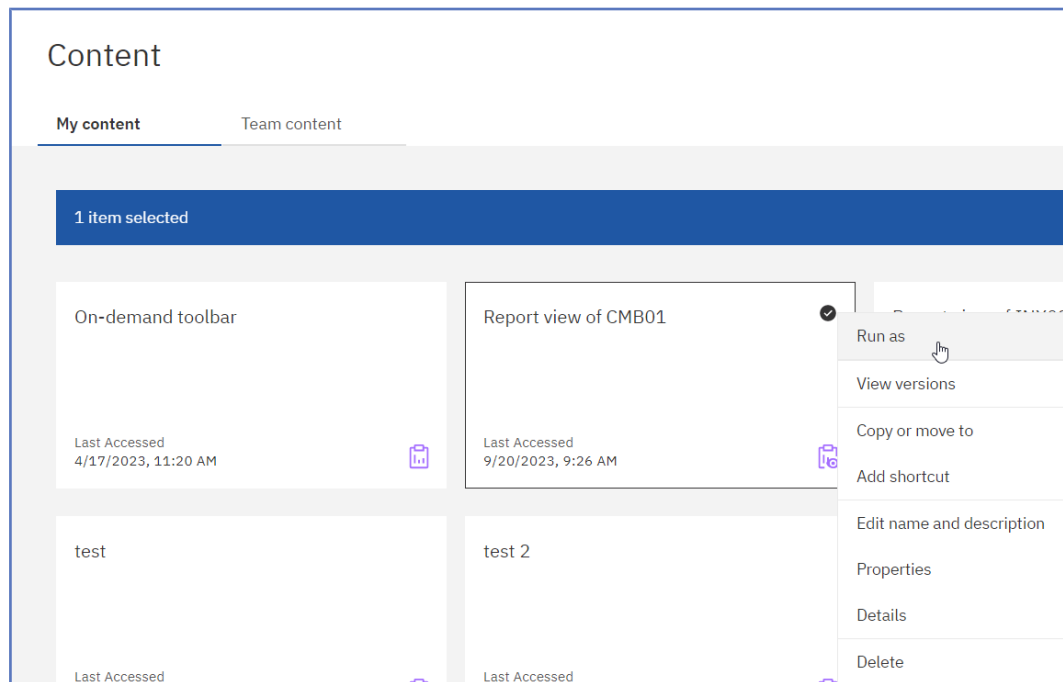 Content
My content
Team content
1 item selected
On-demand toolbar
Report view of CMB01
Last Accessed
4/17/2023, 11:20 AM
Last Accessed
9/20/2023, 9:26 AM
Run as
View versions
Copy or move to
Add shortcut
Edit name and description
Properties
Details
Delete
test
test 2
Last Accessed
Last Accessed